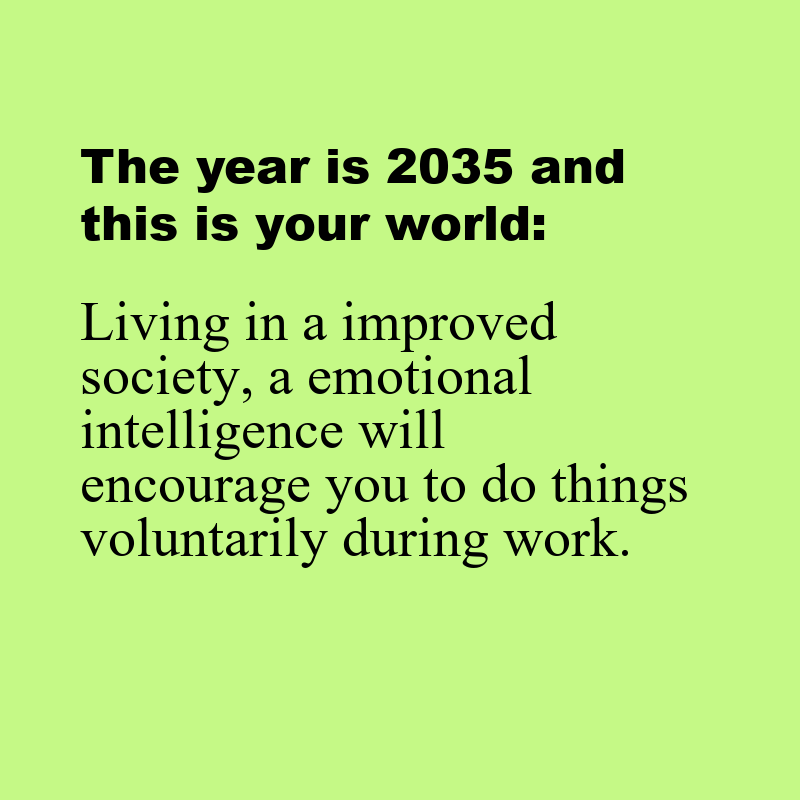 The year is 2035 and
this is your world:
Living in a improved
society, a emotional
intelligence will
encourage you to do things
voluntarily during work.